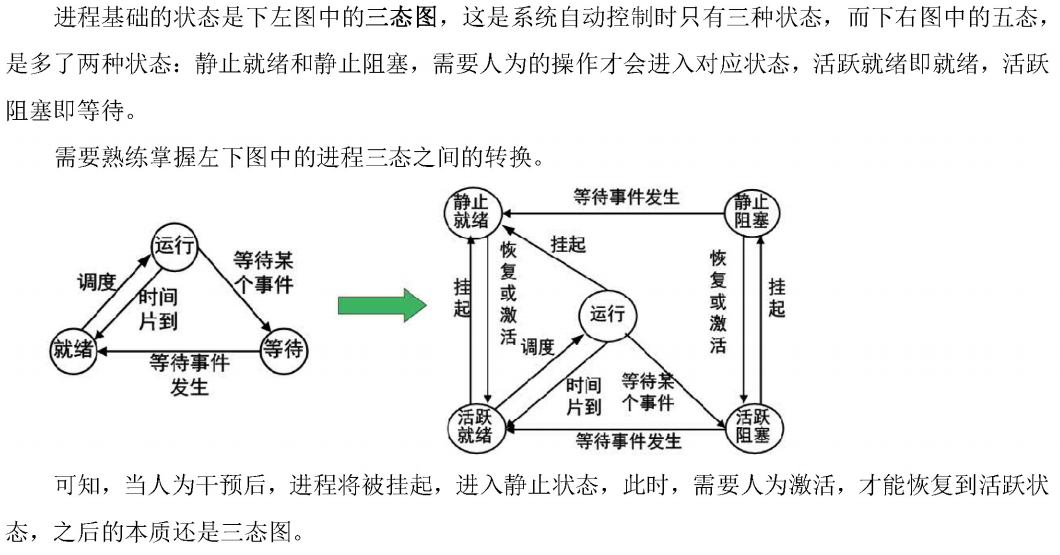 进程基础的状态是下左图中的三态图，这是系统自动控制时只有三种状态，而下右图中的五态，
是多了两种状态：静止就绪和静止阻塞，需要人为的操作才会进入对应状态，活跃就绪即就绪，活跃
阻塞即等待。
需要熟练掌握左下图中的进程三态之间的转换。
运行
调度
等待某
个事件
时间
片到
就绪
等待
等待事件
发生
静止
就绪
等待事件发生
静止
阻塞
挂起
恢复或激活
挂起
恢复或激活
挂起
运行
调度
时间
片到
等待某
个事件
活跃
就绪
等待事件发生
活跃
阻塞
可知，当人为干预后，进程将被挂起，进入静止状态，此时，需要人为激活，才能恢复到活跃状
态，之后的本质还是三态图。